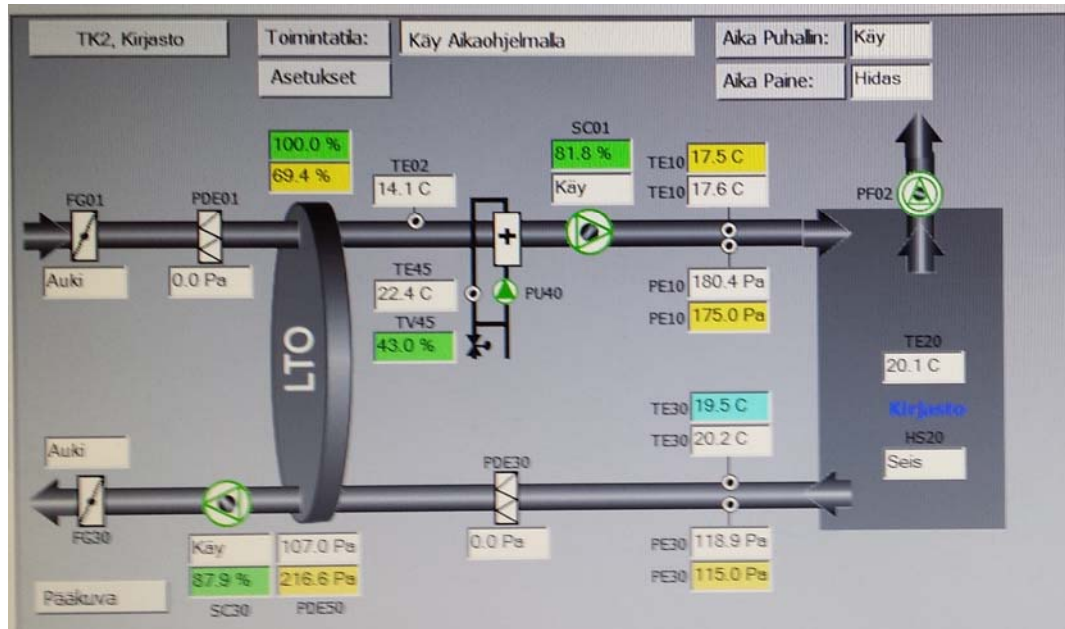 TK2, Kirjasto
Toimintatila:
Käy Aikaohjelmalla
Aika Puhallin:
Käy
Asetukset
Aika Paine:
Hidas
100.0 %
69.4 %
SC01
81.8 %
Käy
TE02
14.1 C
TE10 17.5 C
TE10 17.6 C
PF02
FG01
PDE01
Auki
0.0 Pa
TE45
22.4 C
PU40
PE10 180.4 Pa
PE10 175.0 Pa
TV45
43.0 %
LTO
TE20
20.1 C
Kirjasto
HS20
Seis
TE30 19.5 C
TE30 20.2 C
Auki
PDE30
FG30
Käy
107.0 Pa
0.0 Pa
PE30 118.9 Pa
87.9 %
216.6 Pa
PE30 115.0 Pa
Pääkuva
SC30
PDE50